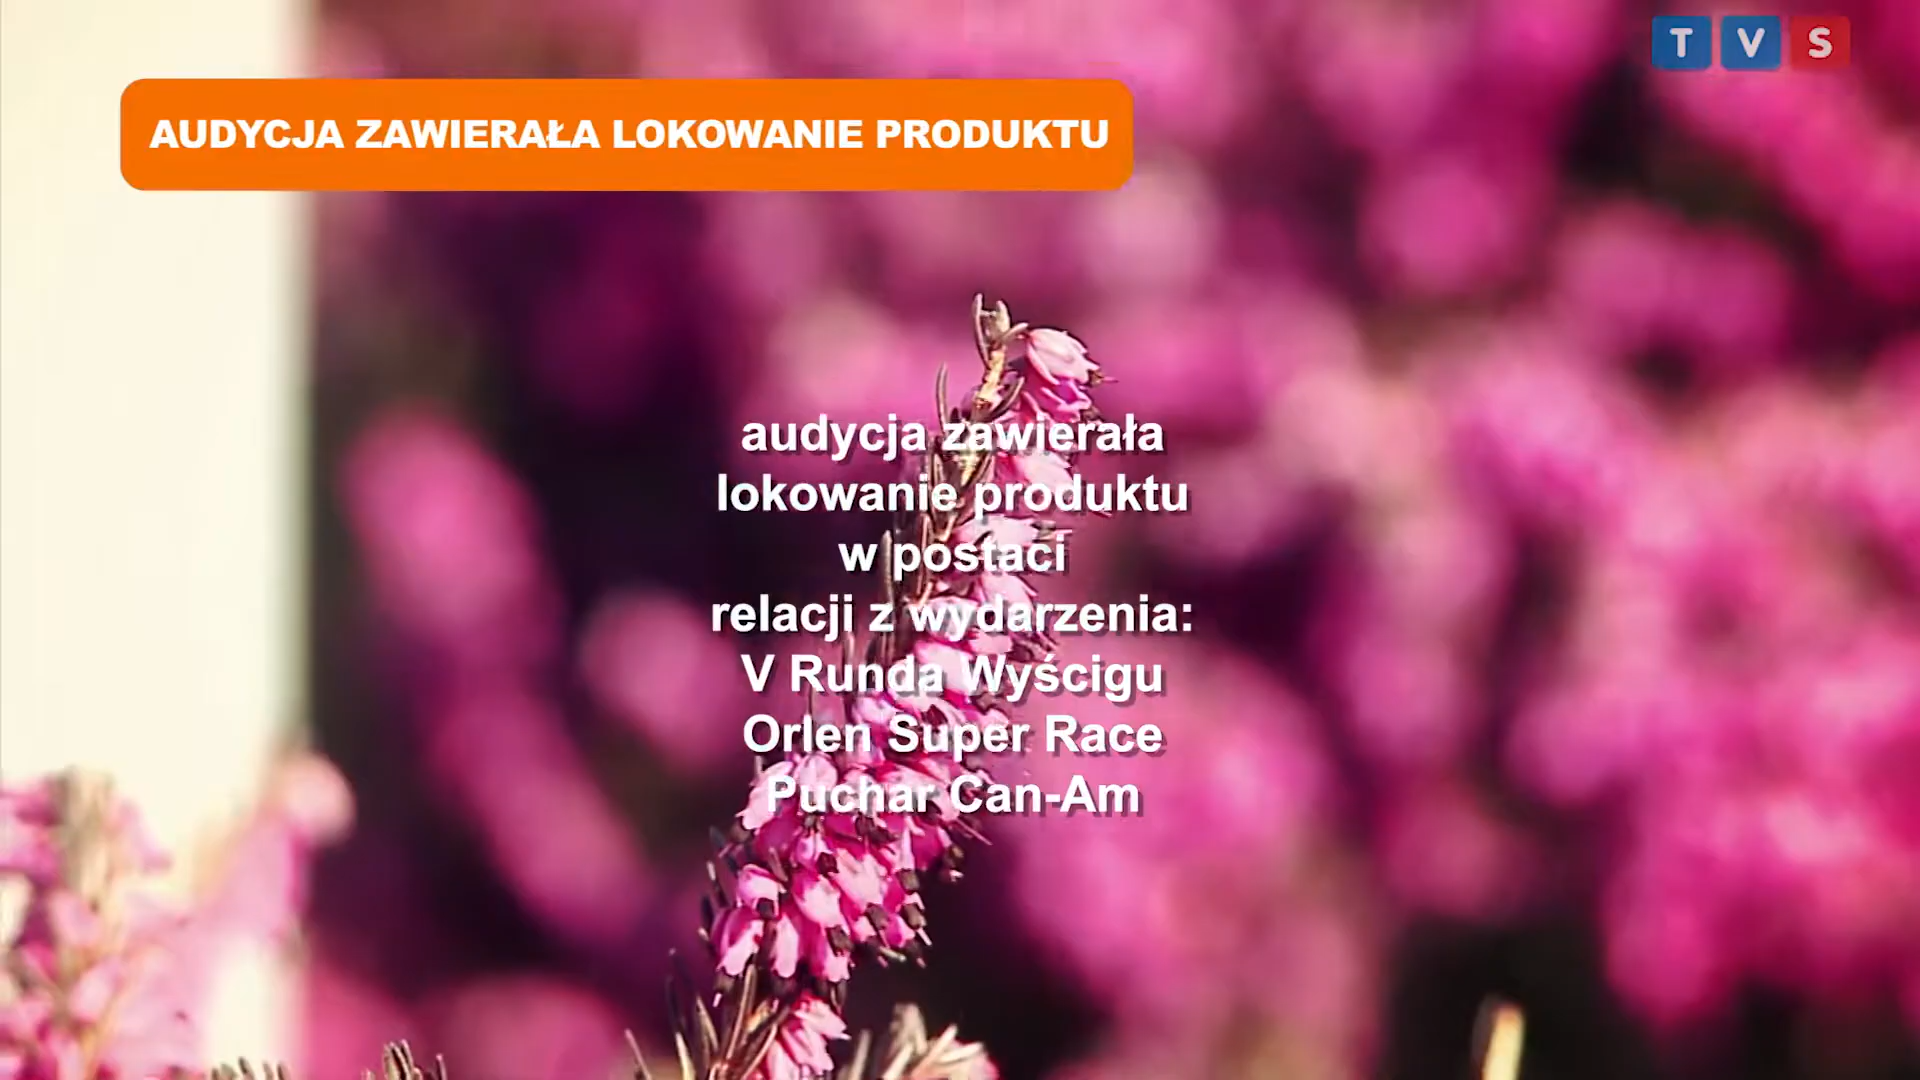 TVS
AUDYCJA ZAWIERAŁA LOKOWANIE PRODUKTU
audycja zawierała
lokowanie produktu
w postaci
relacji z wydarzenia:
V Runda Wyścigu
Orlen Super Race
Puchar Can-Am